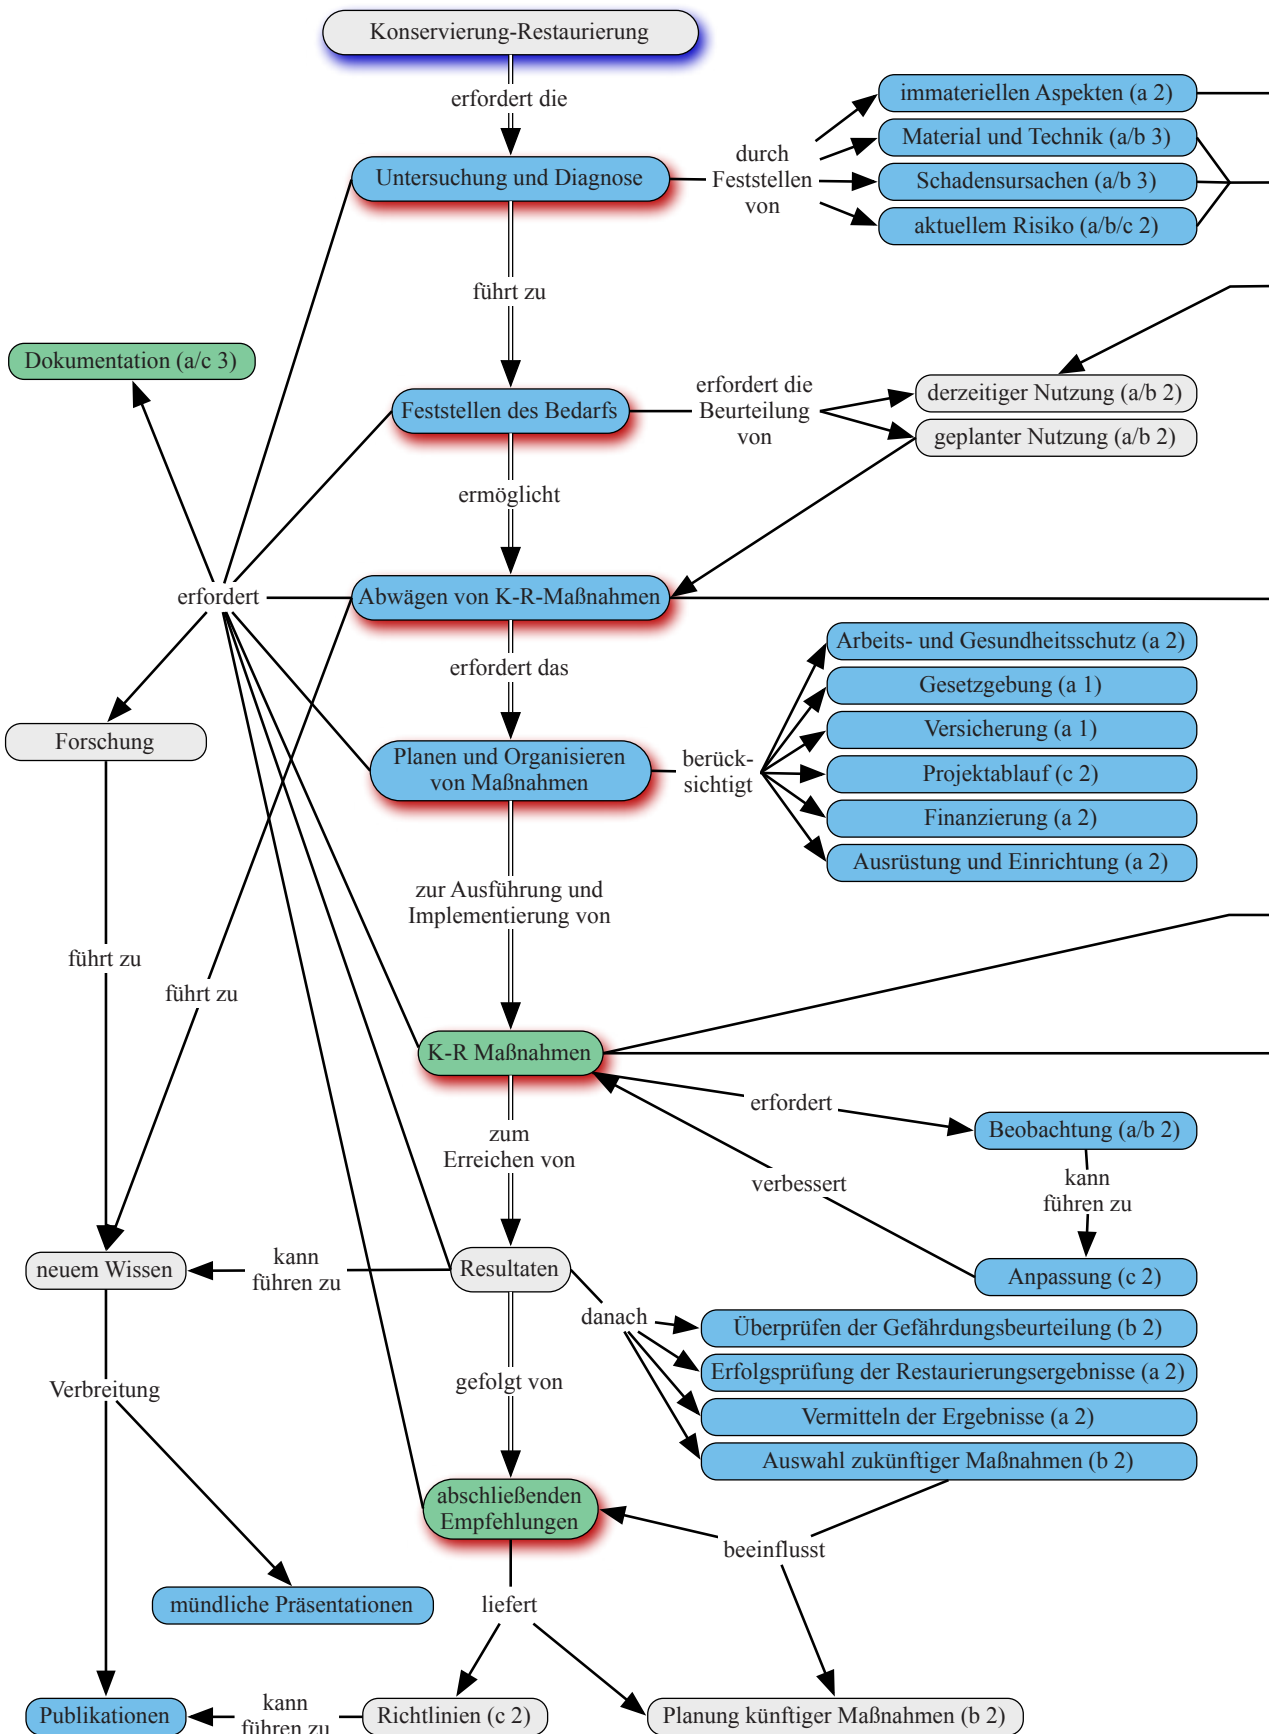 Konservierung-Restaurierung
erfordert die
immateriellen Aspekten (a 2)
Material und Technik (a/b 3)
durch
Feststellen
von
Untersuchung und Diagnose
Schadensursachen (a/b 3)
aktuellem Risiko (a/b/c 2)
führt zu
Dokumentation (a/c 3)
erfordert die
Beurteilung
von
derzeitiger Nutzung (a/b 2)
Feststellen des Bedarfs
geplanter Nutzung (a/b 2)
ermöglicht
erfordert
Abwägen von K-R-Maßnahmen
Arbeits- und Gesundheitsschutz (a 2)
erfordert das
Gesetzgebung (a 1)
Versicherung (a 1)
Forschung
Planen und Organisieren
von Maßnahmen
berück-
sichtigt
Projektablauf (c 2)
Finanzierung (a 2)
Ausrüstung und Einrichtung (a 2)
zur Ausführung und
Implementierung von
führt zu
führt zu
K-R Maßnahmen
erfordert
Beobachtung (a/b 2)
zum
Erreichen von
verbessert
kann
führen zu
neuem Wissen
kann
führen zu
Resultaten
Anpassung (c 2)
danach
Überprüfen der Gefährdungsbeurteilung (b 2)
Erfolgsprüfung der Restaurierungsergebnisse (a 2)
Verbreitung
gefolgt von
Vermitteln der Ergebnisse (a 2)
Auswahl zukünftiger Maßnahmen (b 2)
abschließenden
Empfehlungen
beeinflusst
mündliche Präsentationen
liefert
Publikationen
kann
führen zu
Richtlinien (c 2)
Planung künftiger Maßnahmen (b 2)